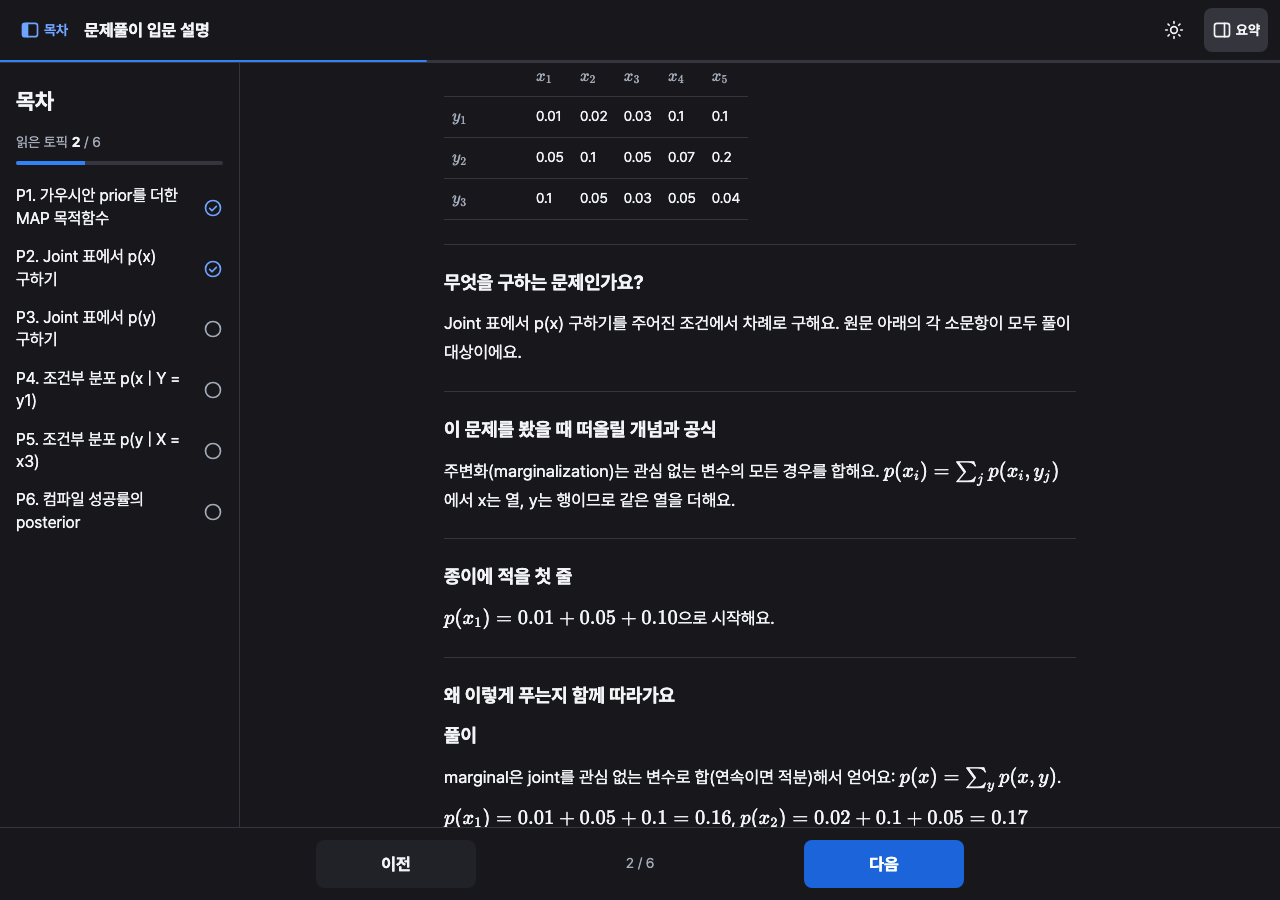 목차 문제풀이 입문 설명 요약
목차
읽은 토픽 2 / 6
P1. 가우시안 prior를 더한
MAP 목적함수
P2. Joint 표에서 p(x)
구하기
P3. Joint 표에서 p(y)
구하기
P4. 조건부 분포 p(x | Y =
y1)
P5. 조건부 분포 p(y | X =
x3)
P6. 컴파일 성공률의
posterior
x₁ x₂ x₃ x₄ x₅
y₁ 0.01 0.02 0.03 0.1 0.1
y₂ 0.05 0.1 0.05 0.07 0.2
y₃ 0.1 0.05 0.03 0.05 0.04
무엇을 구하는 문제인가요?
Joint 표에서 p(x) 구하기를 주어진 조건에서 차례로 구해요. 원문 아래의 각 소문항이 모두 풀이
대상이에요.
이 문제를 봤을 때 떠올릴 개념과 공식
주변화(marginalization)는 관심 없는 변수의 모든 경우를 합해요. p(xᵢ) = ∑ⱼ p(xᵢ, yⱼ)
에서 x는 열, y는 행이므로 같은 열을 더해요.
종이에 적을 첫 줄
p(x₁) = 0.01 + 0.05 + 0.10으로 시작해요.
왜 이렇게 푸는지 함께 따라가요
풀이
marginal은 joint를 관심 없는 변수로 합(연속이면 적분)해서 얻어요: p(x) = ∑_y p(x, y).
p(x₁) = 0.01 + 0.05 + 0.1 = 0.16, p(x₂) = 0.02 + 0.1 + 0.05 = 0.17
이전 2 / 6 다음